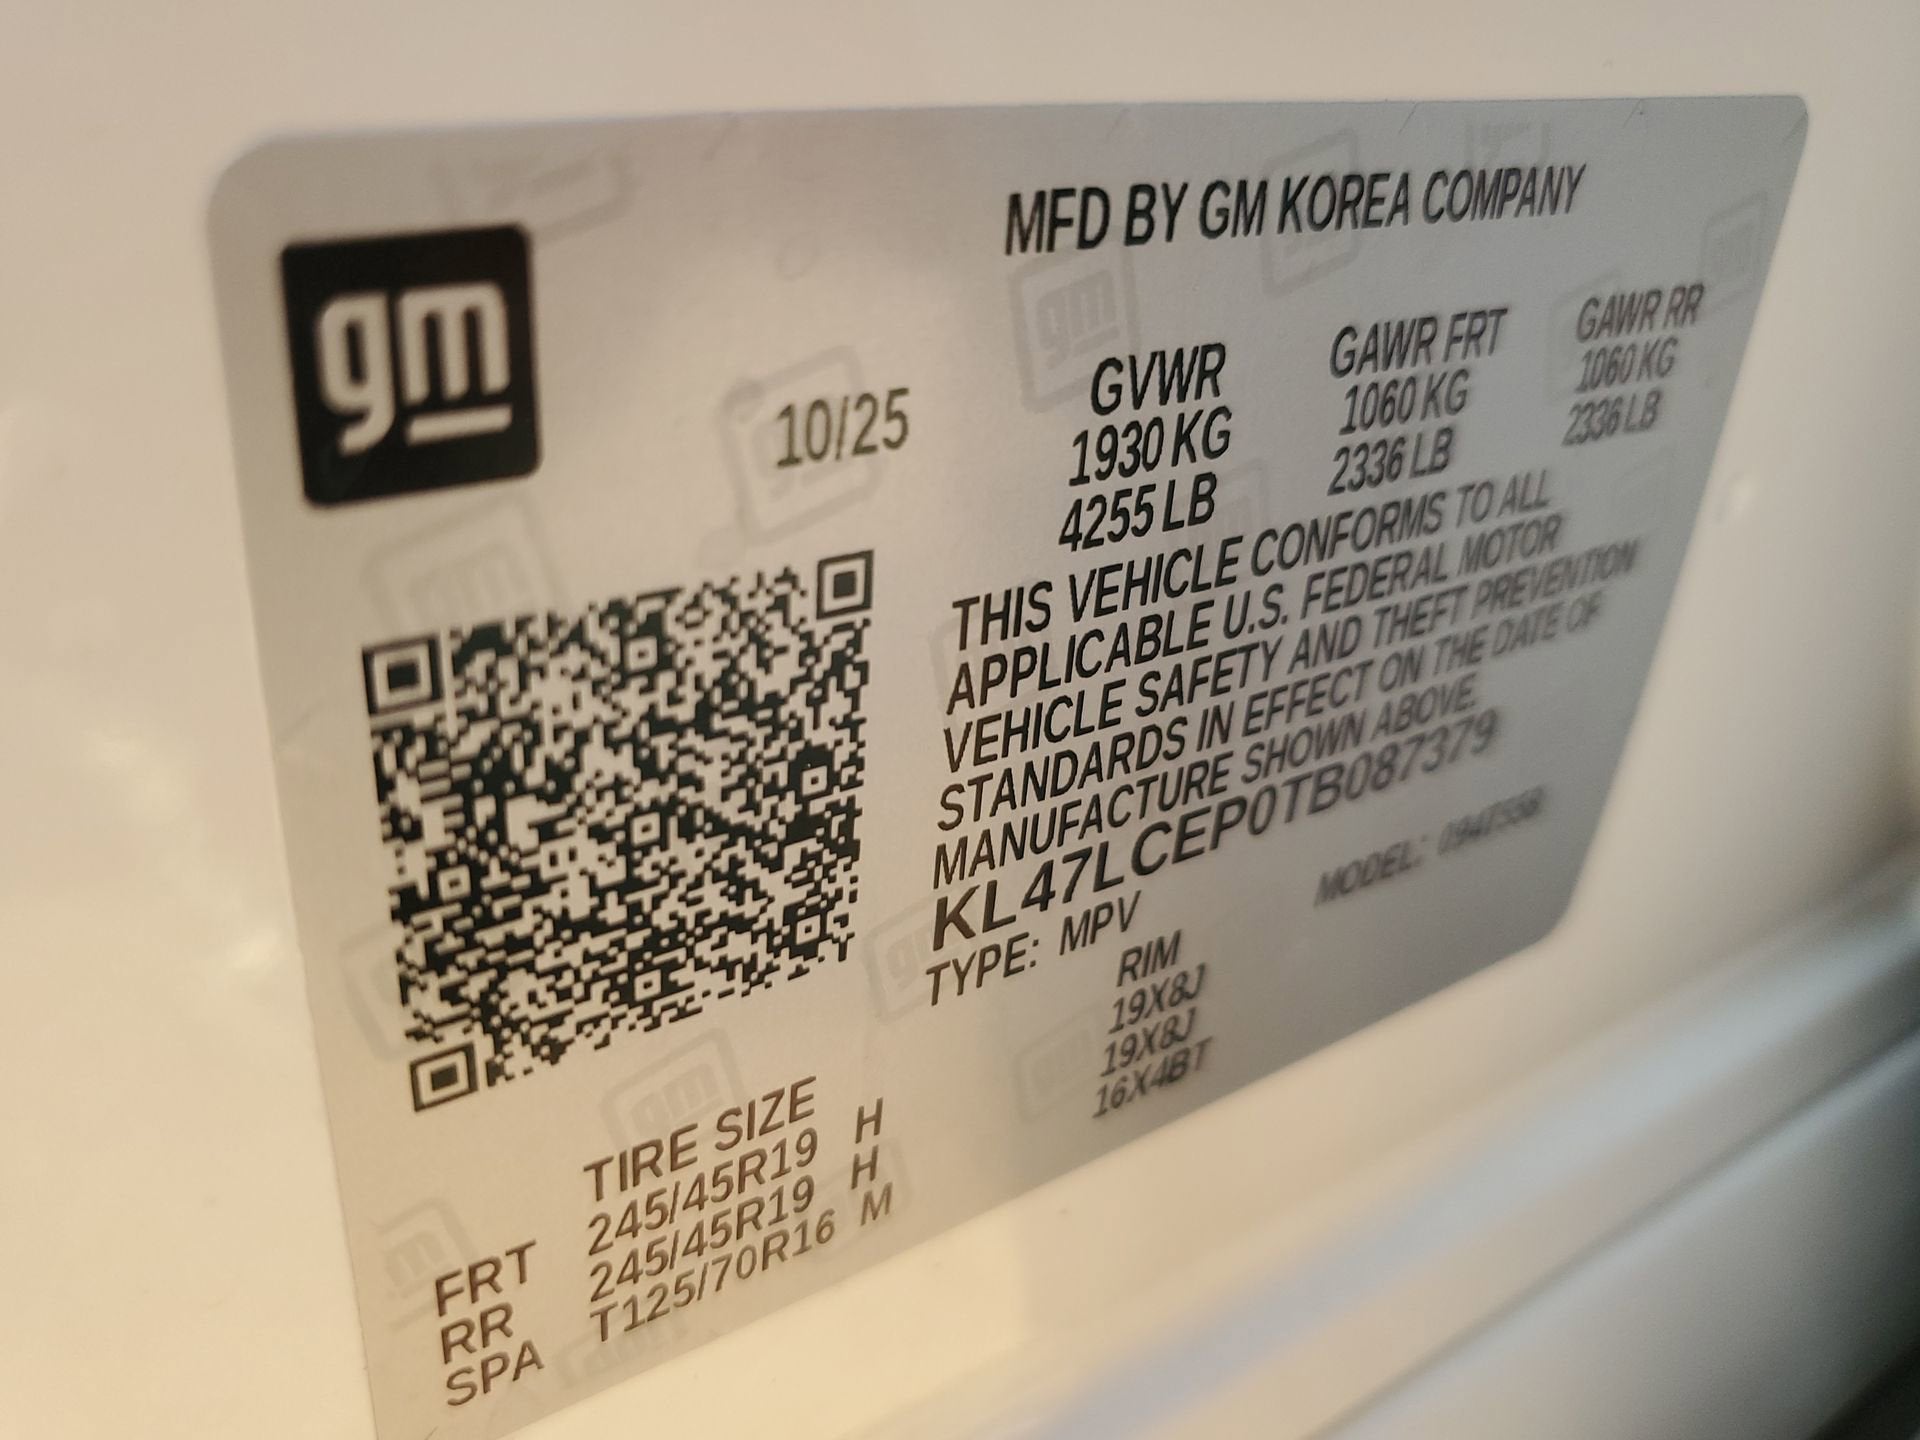 gm
MFD BY GM KOREA COMPANY
10/25
GVWR GAWR FRT GAWR RR
1930 KG 1060 KG 1060 KG
4255 LB 2336 LB 2336 LB
THIS VEHICLE CONFORMS TO ALL
APPLICABLE U.S. FEDERAL MOTOR
VEHICLE SAFETY AND THEFT PREVENTION
STANDARDS IN EFFECT ON THE DATE OF
MANUFACTURE SHOWN ABOVE.
KL47LCEP0TB087379
TYPE: MPV MODEL:
TIRE SIZE RIM
FRT 245/45R19 H 19X8J
RR 245/45R19 H 19X8J
SPA T125/70R16 M 16X4BT